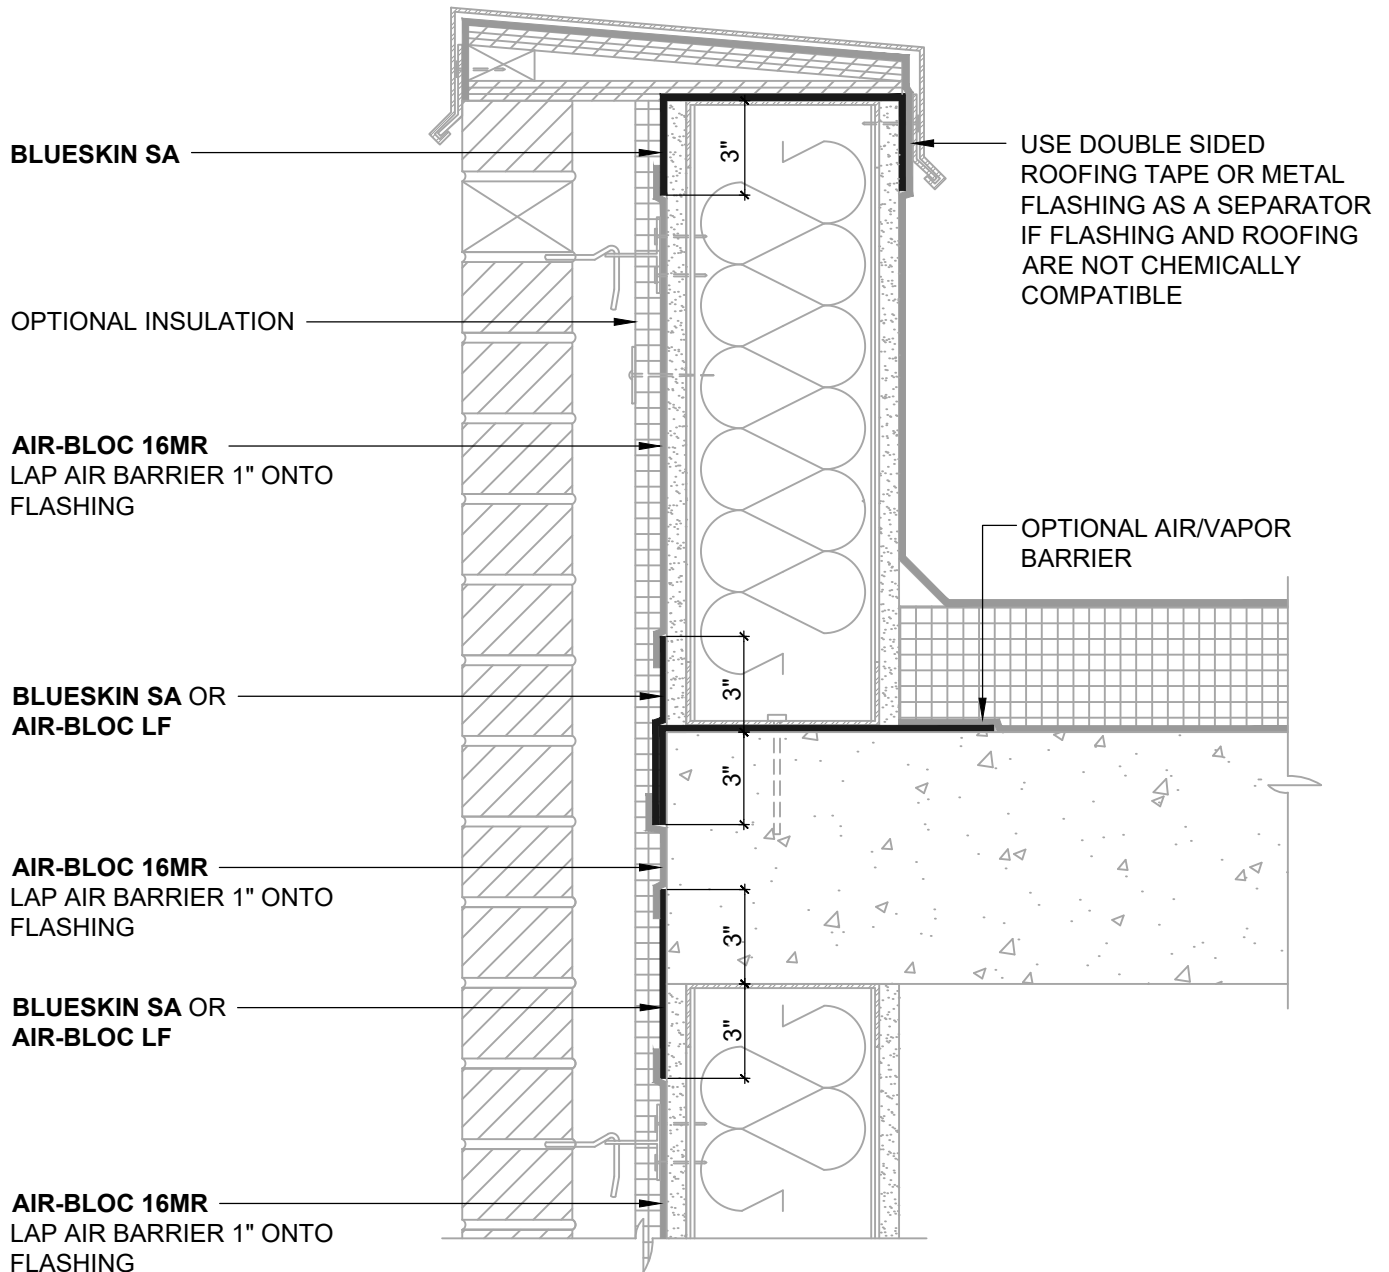 BLUESKIN SA
3"
USE DOUBLE SIDED
ROOFING TAPE OR METAL
FLASHING AS A SEPARATOR
IF FLASHING AND ROOFING
ARE NOT CHEMICALLY
COMPATIBLE
OPTIONAL INSULATION
AIR-BLOC 16MR
LAP AIR BARRIER 1" ONTO
FLASHING
OPTIONAL AIR/VAPOR
BARRIER
BLUESKIN SA OR
AIR-BLOC LF
3"
3"
AIR-BLOC 16MR
LAP AIR BARRIER 1" ONTO
FLASHING
3"
BLUESKIN SA OR
AIR-BLOC LF
3"
AIR-BLOC 16MR
LAP AIR BARRIER 1" ONTO
FLASHING